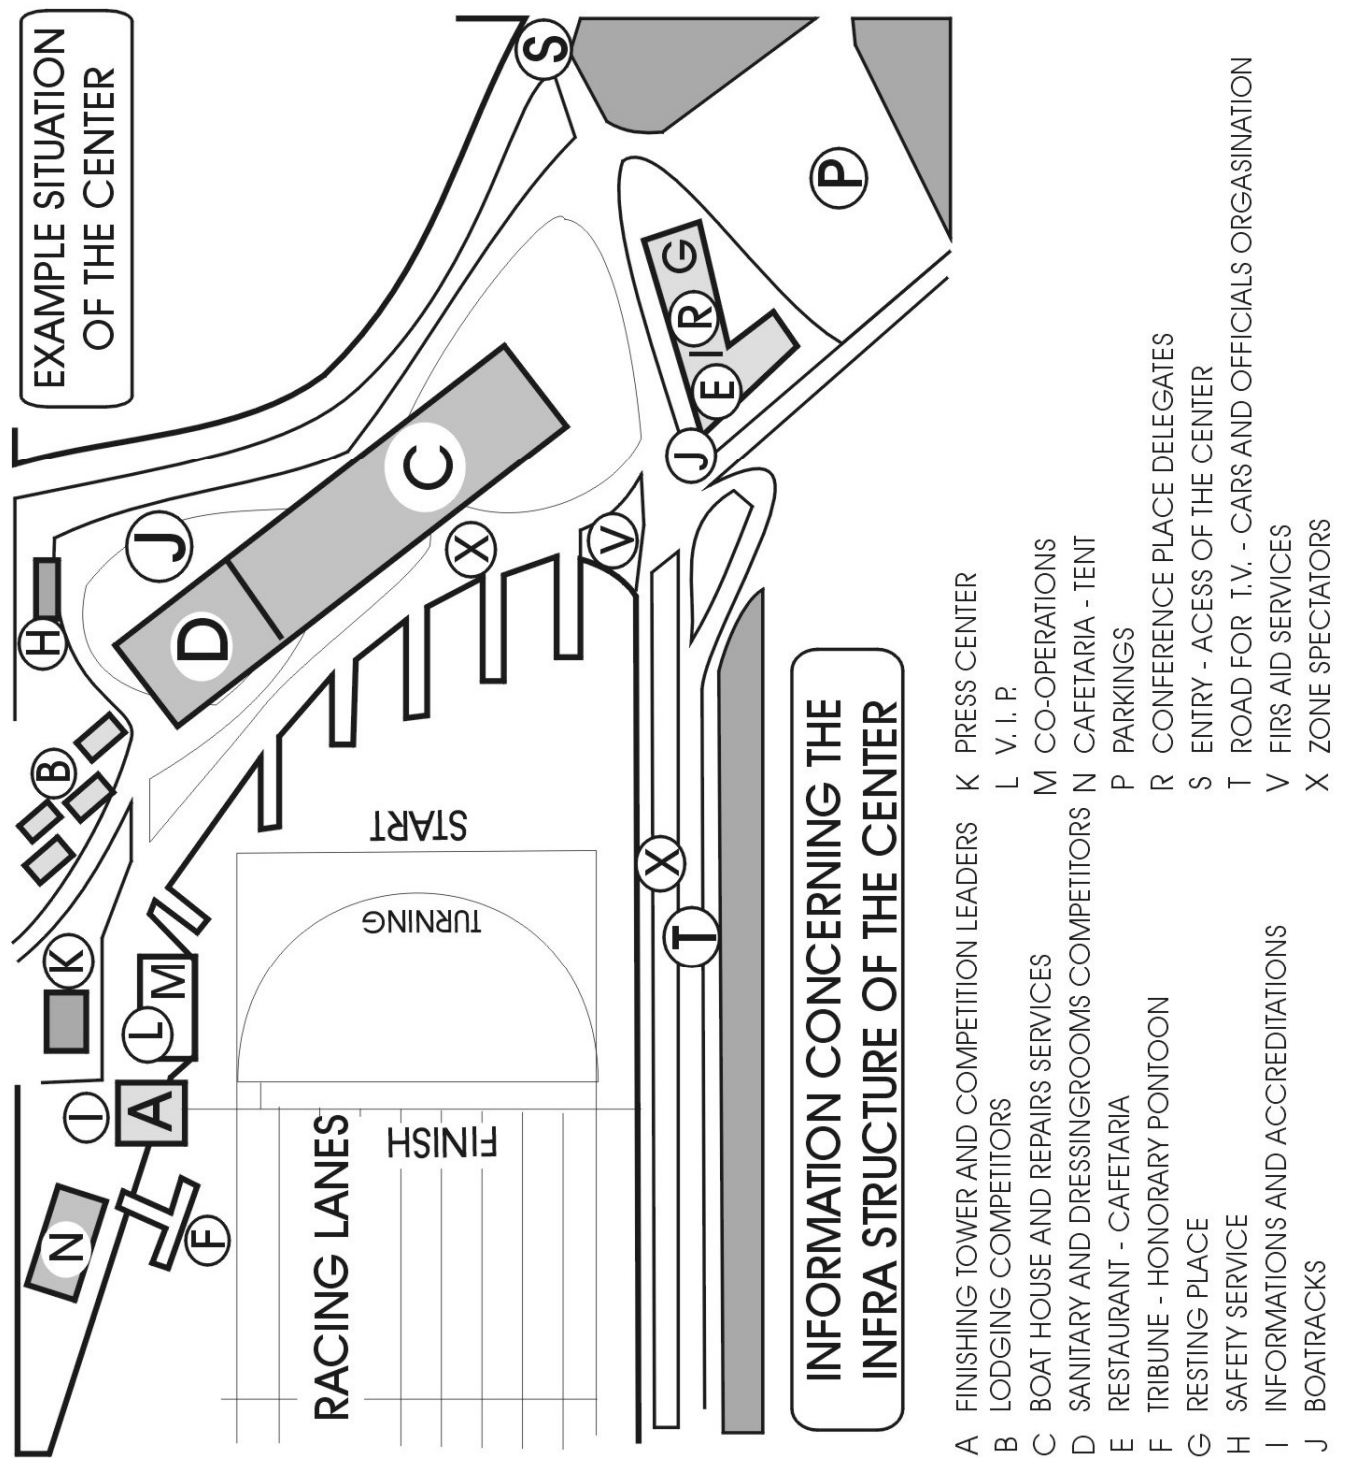 EXAMPLE SITUATION
OF THE CENTER
S
P
G
R
I
E
J
C
J
D
X
V
H
B
START
TURNING
X
T
K
M
L
I
A
FINISH
RACING LANES
N
F
INFORMATION CONCERNING THE
INFRA STRUCTURE OF THE CENTER
A FINISHING TOWER AND COMPETITION LEADERS
B LODGING COMPETITORS
C BOAT HOUSE AND REPAIRS SERVICES
D SANITARY AND DRESSINGROOMS COMPETITORS
E RESTAURANT - CAFETARIA
F TRIBUNE - HONORARY PONTOON
G RESTING PLACE
H SAFETY SERVICE
I INFORMATIONS AND ACCREDITATIONS
J BOATRACKS
K PRESS CENTER
L V. I. P.
M CO-OPERATIONS
N CAFETARIA - TENT
P PARKINGS
R CONFERENCE PLACE DELEGATES
S ENTRY - ACESS OF THE CENTER
T ROAD FOR T.V. - CARS AND OFFICIALS ORGASINATION
V FIRS AID SERVICES
X ZONE SPECTATORS